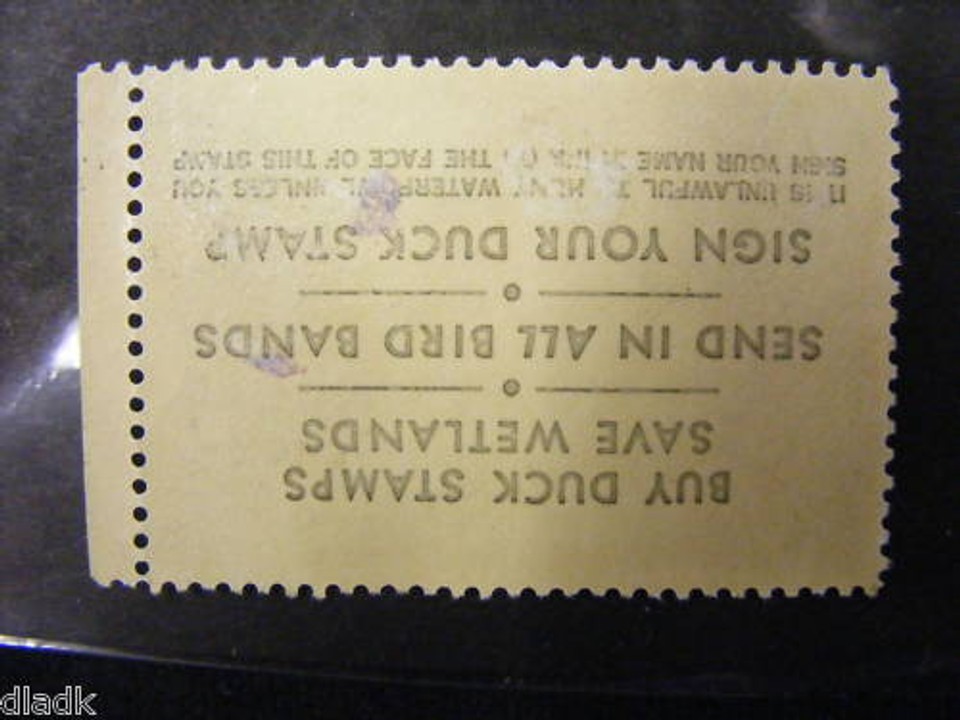 BUY DUCK STAMPS
SAVE WETLANDS
SEND IN ALL BIRD BANDS
SIGN YOUR DUCK STAMP
IT IS UNLAWFUL TO HUNT WATERFOWL UNLESS YOU
SIGN YOUR NAME IN INK ON THE FACE OF THIS STAMP
dladk